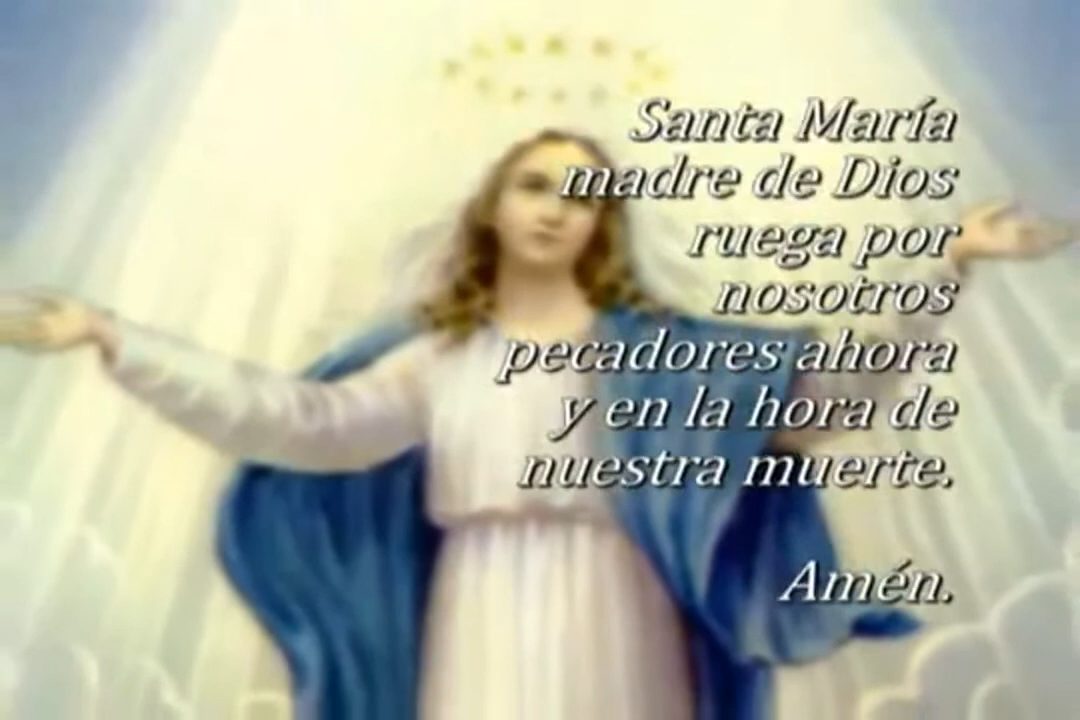 Santa María
madre de Dios
ruega por
nosotros
pecadores ahora
y en la hora de
nuestra muerte.
Amén.